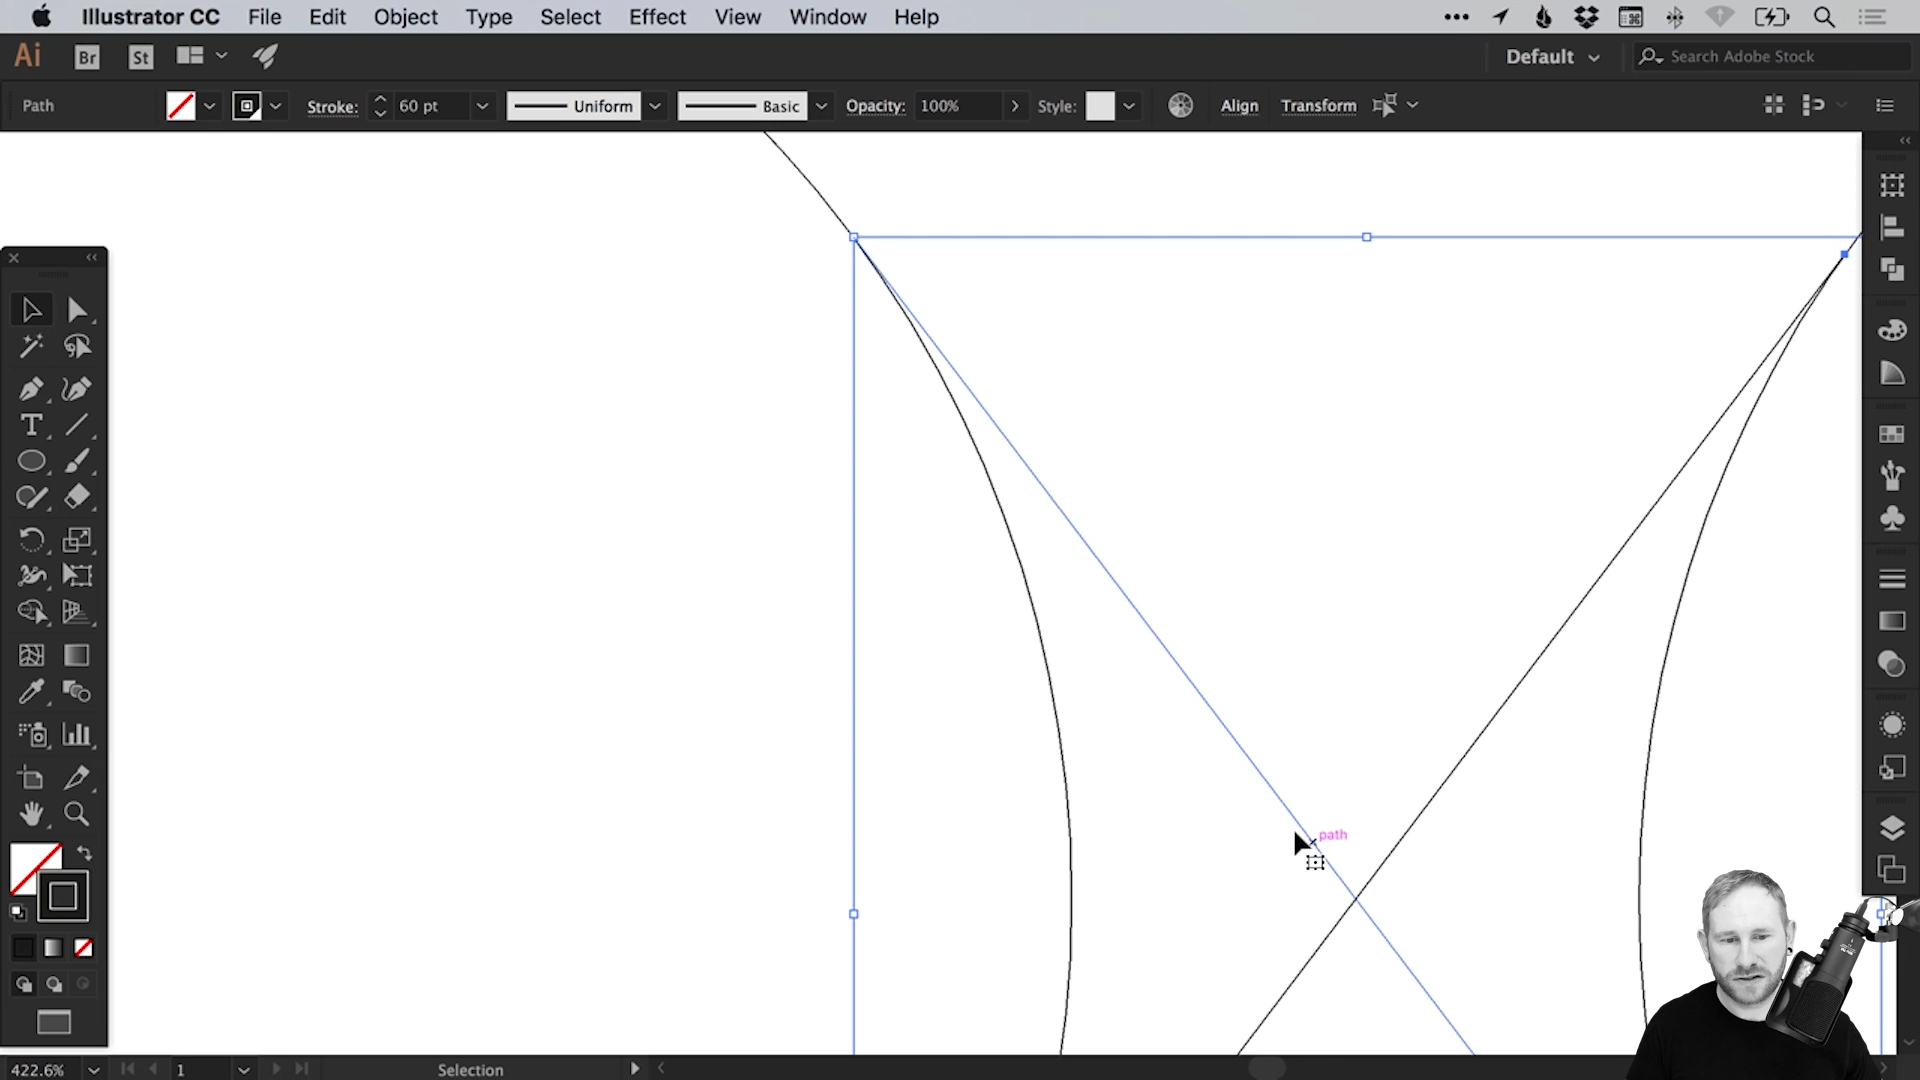 Illustrator CC File Edit Object Type Select Effect View Window Help
Ai Br St Default Search Adobe Stock
Path Stroke: 60 pt Uniform Basic Opacity: 100% Style: Align Transform
path
422.6% 1 Selection